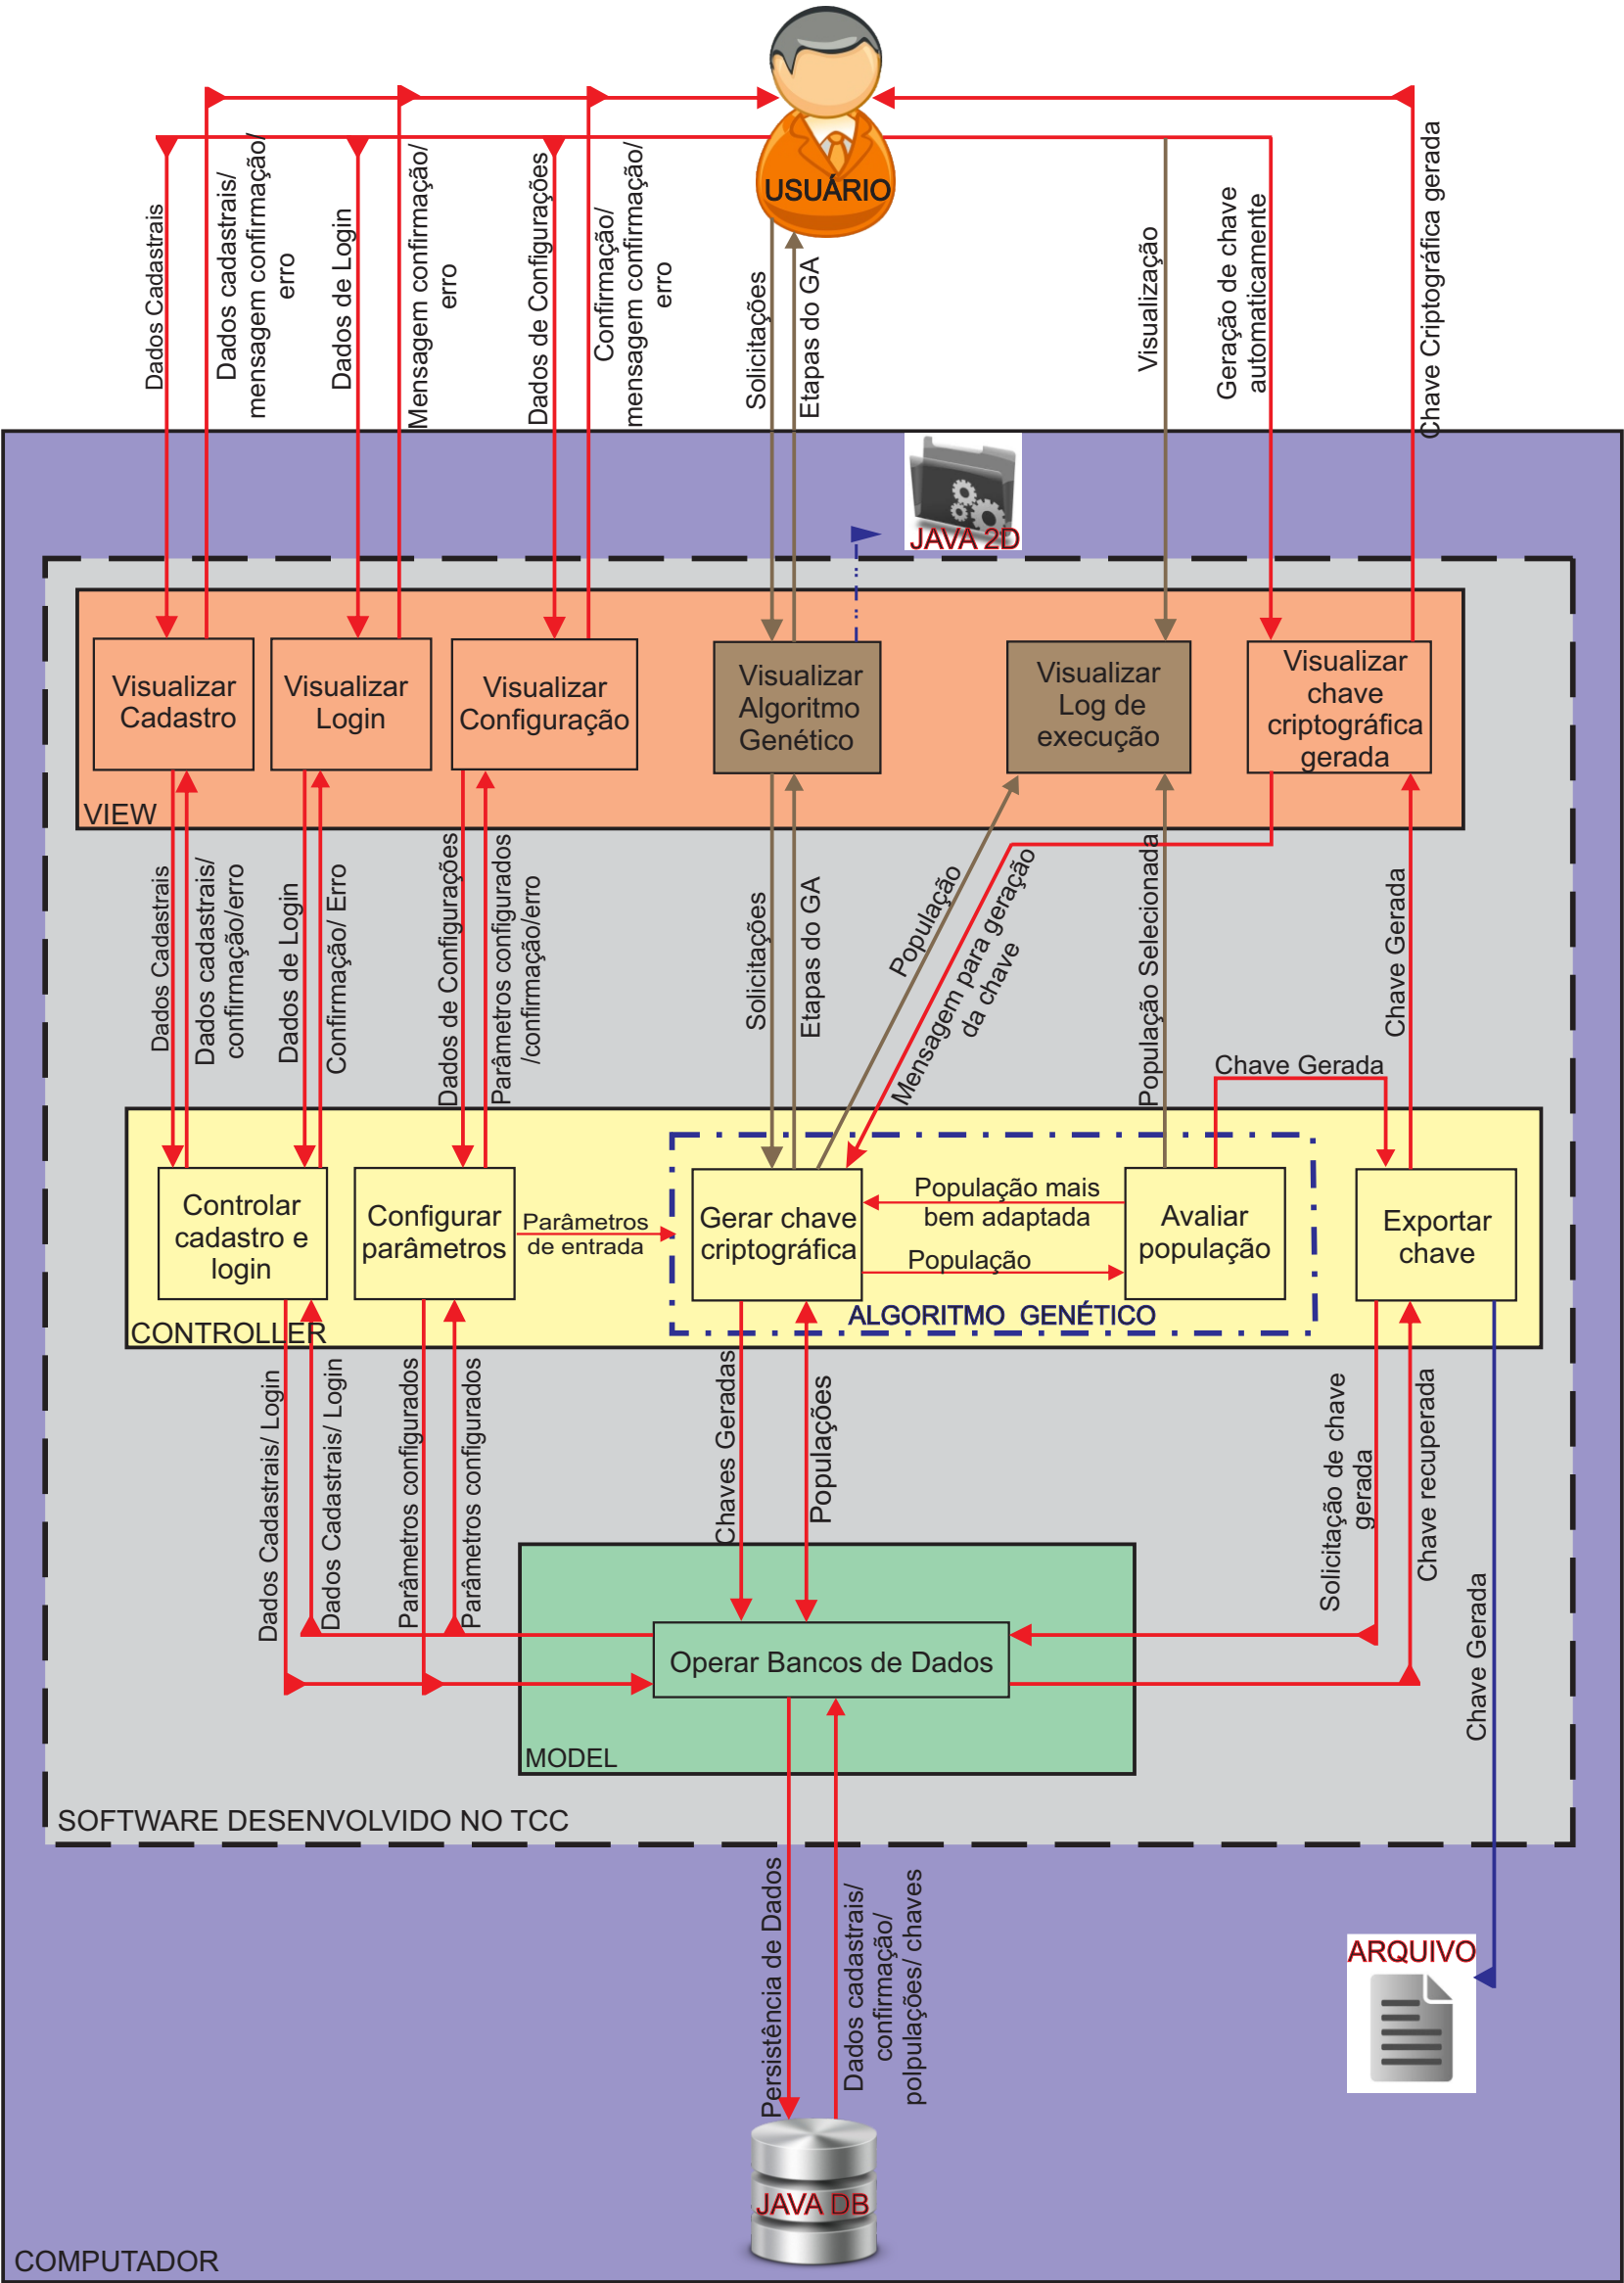 USUÁRIO
Dados Cadastrais
Dados cadastrais/
mensagem confirmação/
erro
Dados de Login
Mensagem confirmação/
erro
Dados de Configurações
Confirmação/
mensagem confirmação/
erro
Solicitações
Etapas do GA
Visualização
Geração de chave
automaticamente
Chave Criptográfica gerada
JAVA 2D
Visualizar
Cadastro
Visualizar
Login
Visualizar
Configuração
Visualizar
Algoritmo
Genético
Visualizar
Log de
execução
Visualizar
chave
criptográfica
gerada
VIEW
Dados Cadastrais
Dados cadastrais/
confirmação/erro
Dados de Login
Confirmação/ Erro
Dados de Configurações
Parâmetros configurados
/confirmação/erro
Solicitações
Etapas do GA
População
Mensagem para geração
da chave
População Selecionada
Chave Gerada
Chave Gerada
Controlar
cadastro e
login
Configurar
parâmetros
Parâmetros
de entrada
Gerar chave
criptográfica
População mais
bem adaptada
População
Avaliar
população
Exportar
chave
ALGORITMO GENÉTICO
CONTROLLER
Dados Cadastrais/ Login
Dados Cadastrais/ Login
Parâmetros configurados
Parâmetros configurados
Chaves Geradas
Populações
Solicitação de chave
gerada
Chave recuperada
Chave Gerada
Operar Bancos de Dados
MODEL
SOFTWARE DESENVOLVIDO NO TCC
Persistência de Dados
Dados cadastrais/
confirmação/
polpulações/ chaves
ARQUIVO
JAVA DB
COMPUTADOR